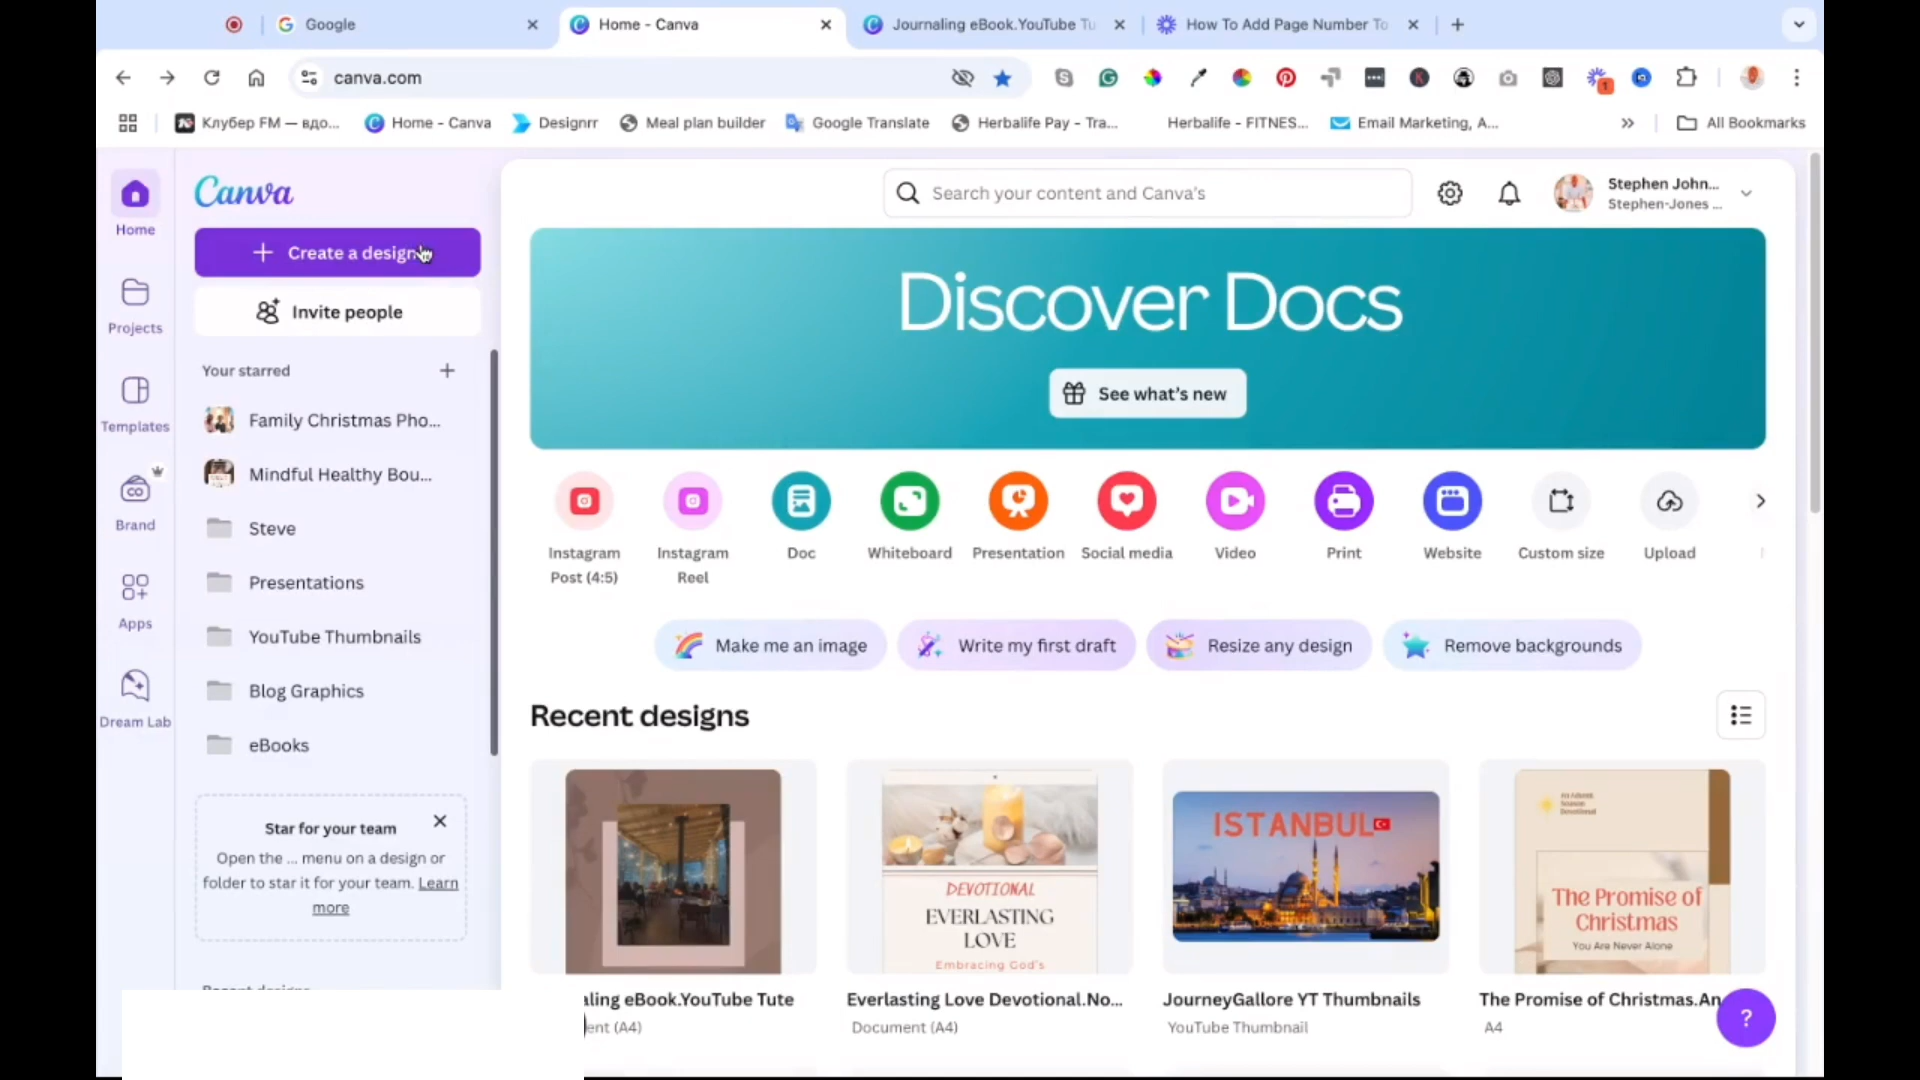 Google
Home - Canva
Journaling eBook.YouTube Tu
How To Add Page Number To
canva.com
1
Клубер FM — вдо...
Home - Canva
Designrr
Meal plan builder
Google Translate
Herbalife Pay - Tra...
Herbalife - FITNES...
Email Marketing, A...
All Bookmarks
Home
Projects
Templates
Brand
Apps
Dream Lab
Canva
Create a design
Invite people
Your starred
Family Christmas Pho...
Mindful Healthy Bou...
Steve
Presentations
YouTube Thumbnails
Blog Graphics
eBooks
Star for your team
Open the ... menu on a design or
folder to star it for your team. Learn
more
Search your content and Canva's
Stephen John...
Stephen-Jones ...
Discover Docs
See what's new
Instagram
Post (4:5)
Instagram
Reel
Doc
Whiteboard
Presentation
Social media
Video
Print
Website
Custom size
Upload
Make me an image
Write my first draft
Resize any design
Remove backgrounds
Recent designs
DEVOTIONAL
EVERLASTING
LOVE
Embracing God's
ISTANBUL
An Advent
Season
Devotional
The Promise of
Christmas
You Are Never Alone
aling eBook.YouTube Tute
ent (A4)
Everlasting Love Devotional.No...
Document (A4)
JourneyGallore YT Thumbnails
YouTube Thumbnail
The Promise of Christmas.An
A4
?